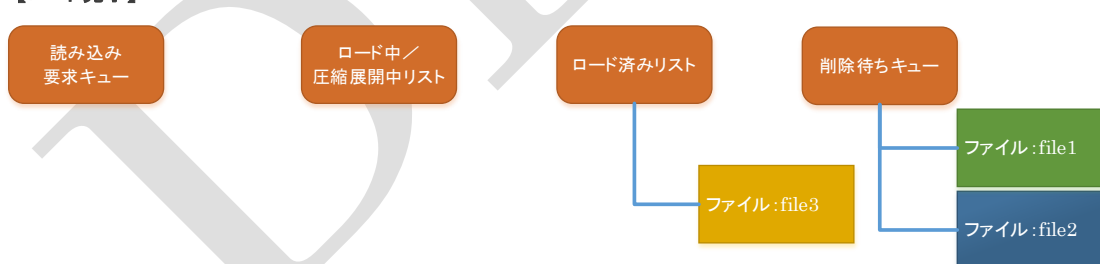 読み込み
要求キュー
ロード中／
圧縮展開中リスト
ロード済みリスト
削除待ちキュー
ファイル:file1
ファイル:file3
ファイル:file2